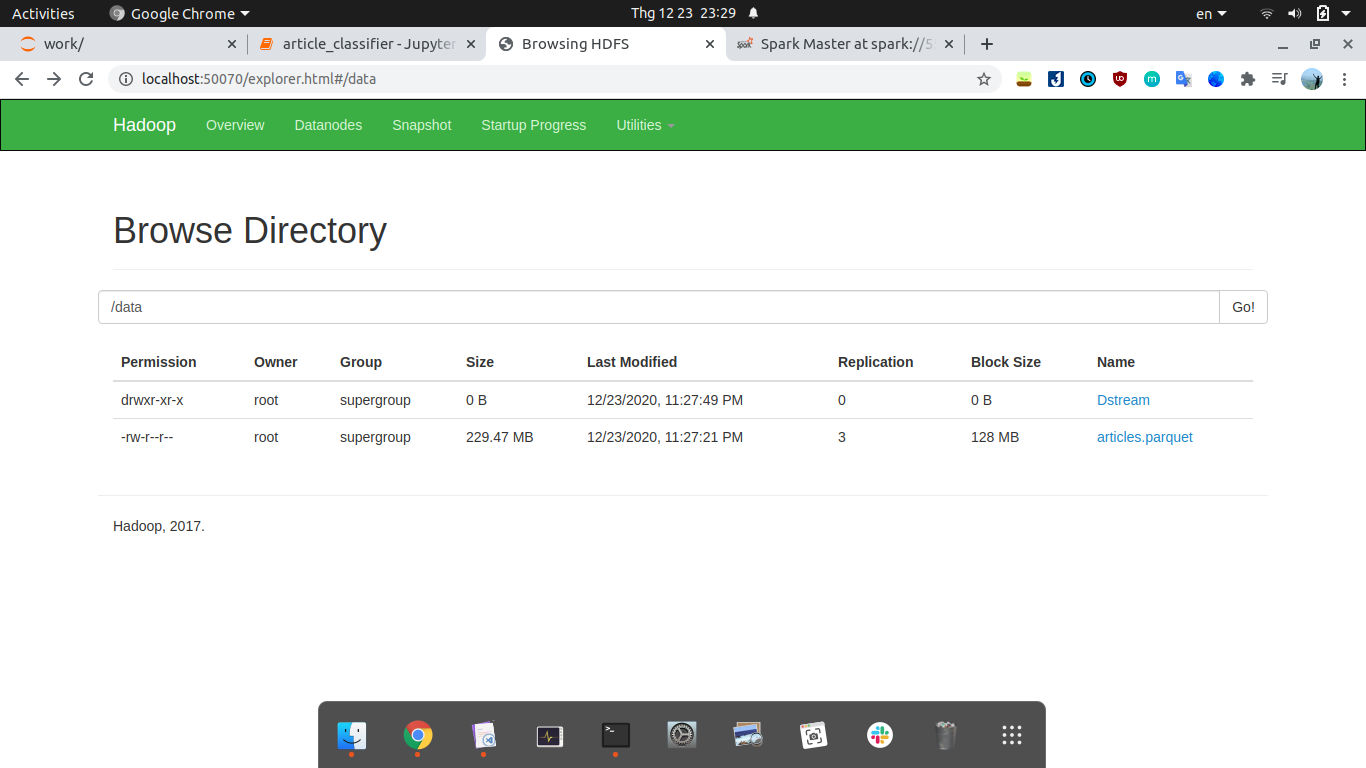 Activities Google Chrome Thg 12 23 23:29 en
work/ article_classifier - Jupyter Browsing HDFS Spark Master at spark://5
localhost:50070/explorer.html#/data
Hadoop Overview Datanodes Snapshot Startup Progress Utilities
Browse Directory
/data Go!
Permission Owner Group Size Last Modified Replication Block Size Name
drwxr-xr-x root supergroup 0 B 12/23/2020, 11:27:49 PM 0 0 B Dstream
-rw-r--r-- root supergroup 229.47 MB 12/23/2020, 11:27:21 PM 3 128 MB articles.parquet
Hadoop, 2017.